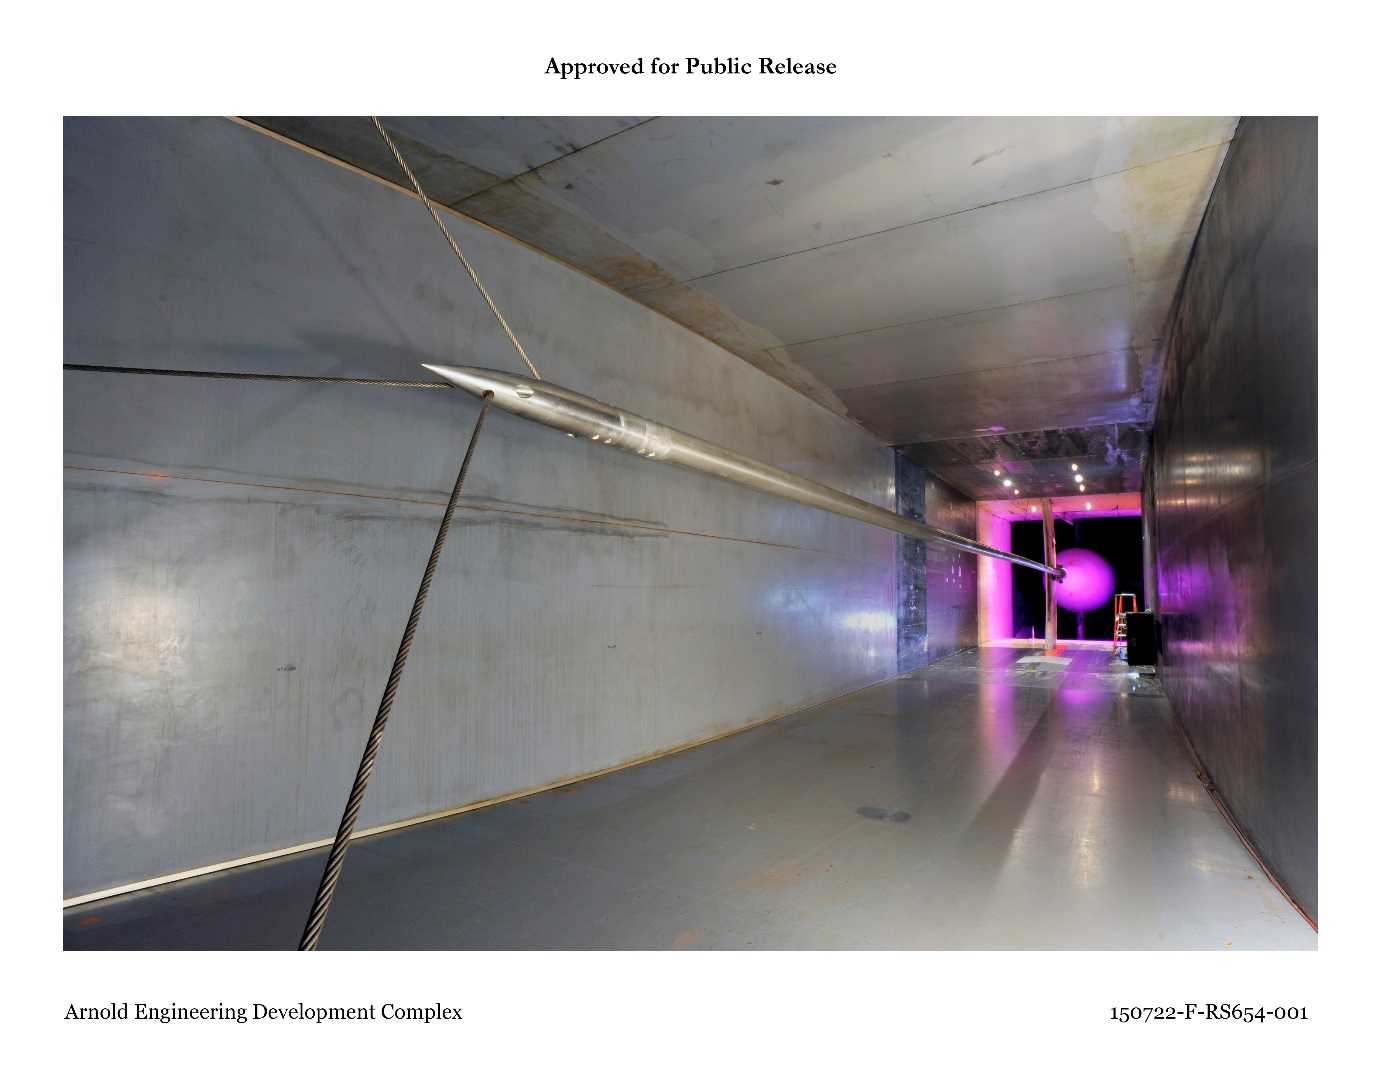 Approved for Public Release
Arnold Engineering Development Complex
150722-F-RS654-001